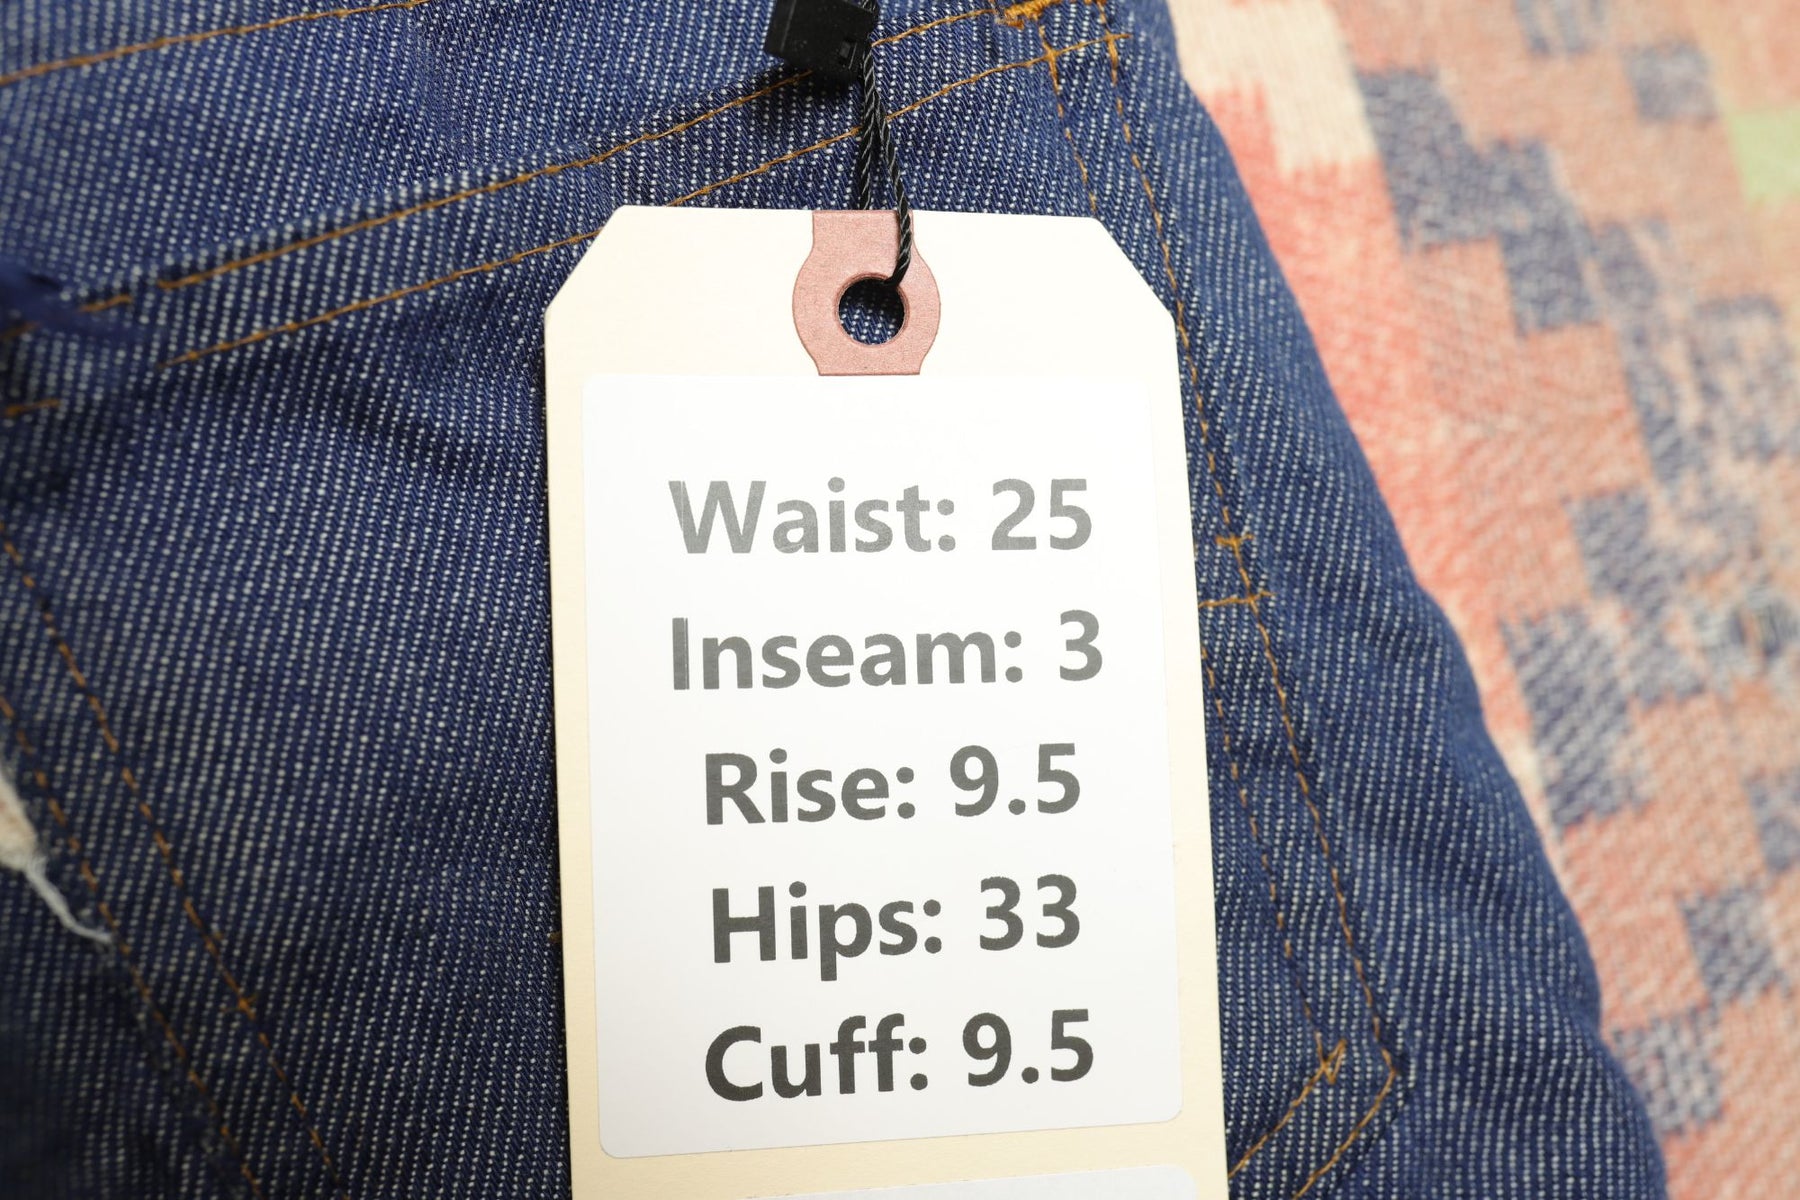 Waist: 25
Inseam: 3
Rise: 9.5
Hips: 33
Cuff: 9.5